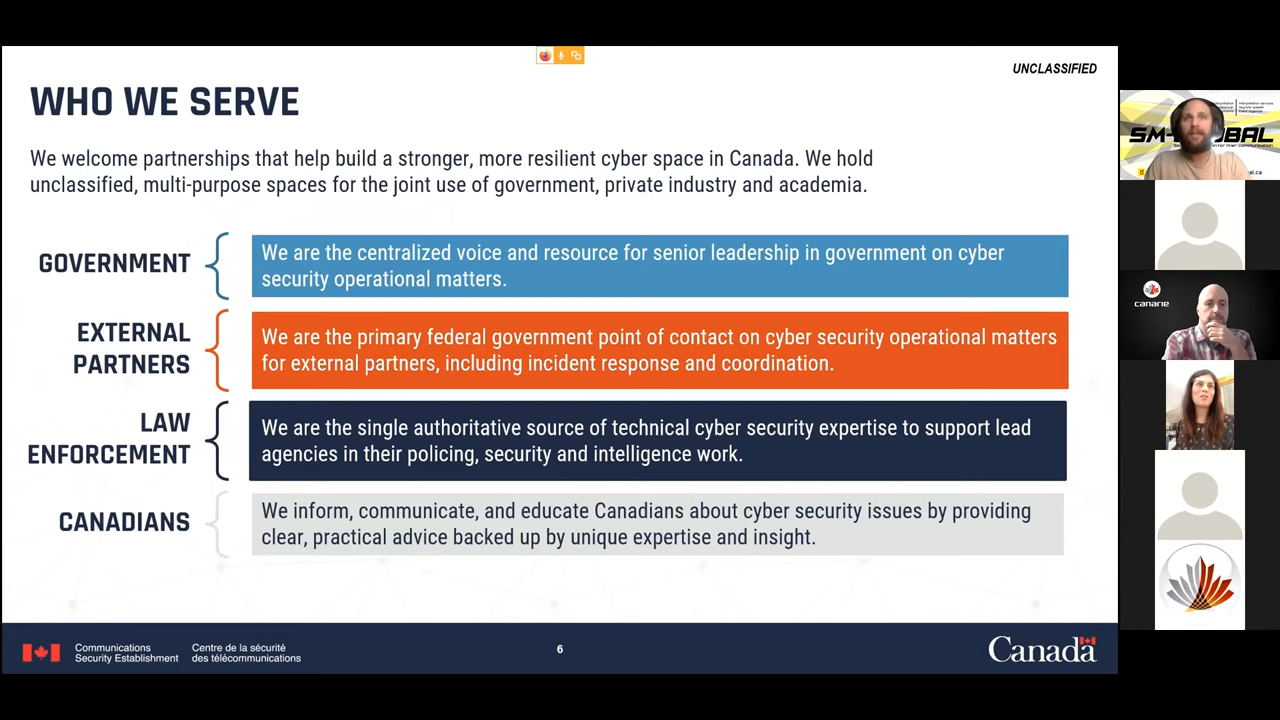 UNCLASSIFIED
WHO WE SERVE
We welcome partnerships that help build a stronger, more resilient cyber space in Canada. We hold
unclassified, multi-purpose spaces for the joint use of government, private industry and academia.
GOVERNMENT
We are the centralized voice and resource for senior leadership in government on cyber
security operational matters.
EXTERNAL
PARTNERS
We are the primary federal government point of contact on cyber security operational matters
for external partners, including incident response and coordination.
LAW
ENFORCEMENT
We are the single authoritative source of technical cyber security expertise to support lead
agencies in their policing, security and intelligence work.
CANADIANS
We inform, communicate, and educate Canadians about cyber security issues by providing
clear, practical advice backed up by unique expertise and insight.
Communications
Security Establishment
Centre de la sécurité
des télécommunications
6
Canada
canarie